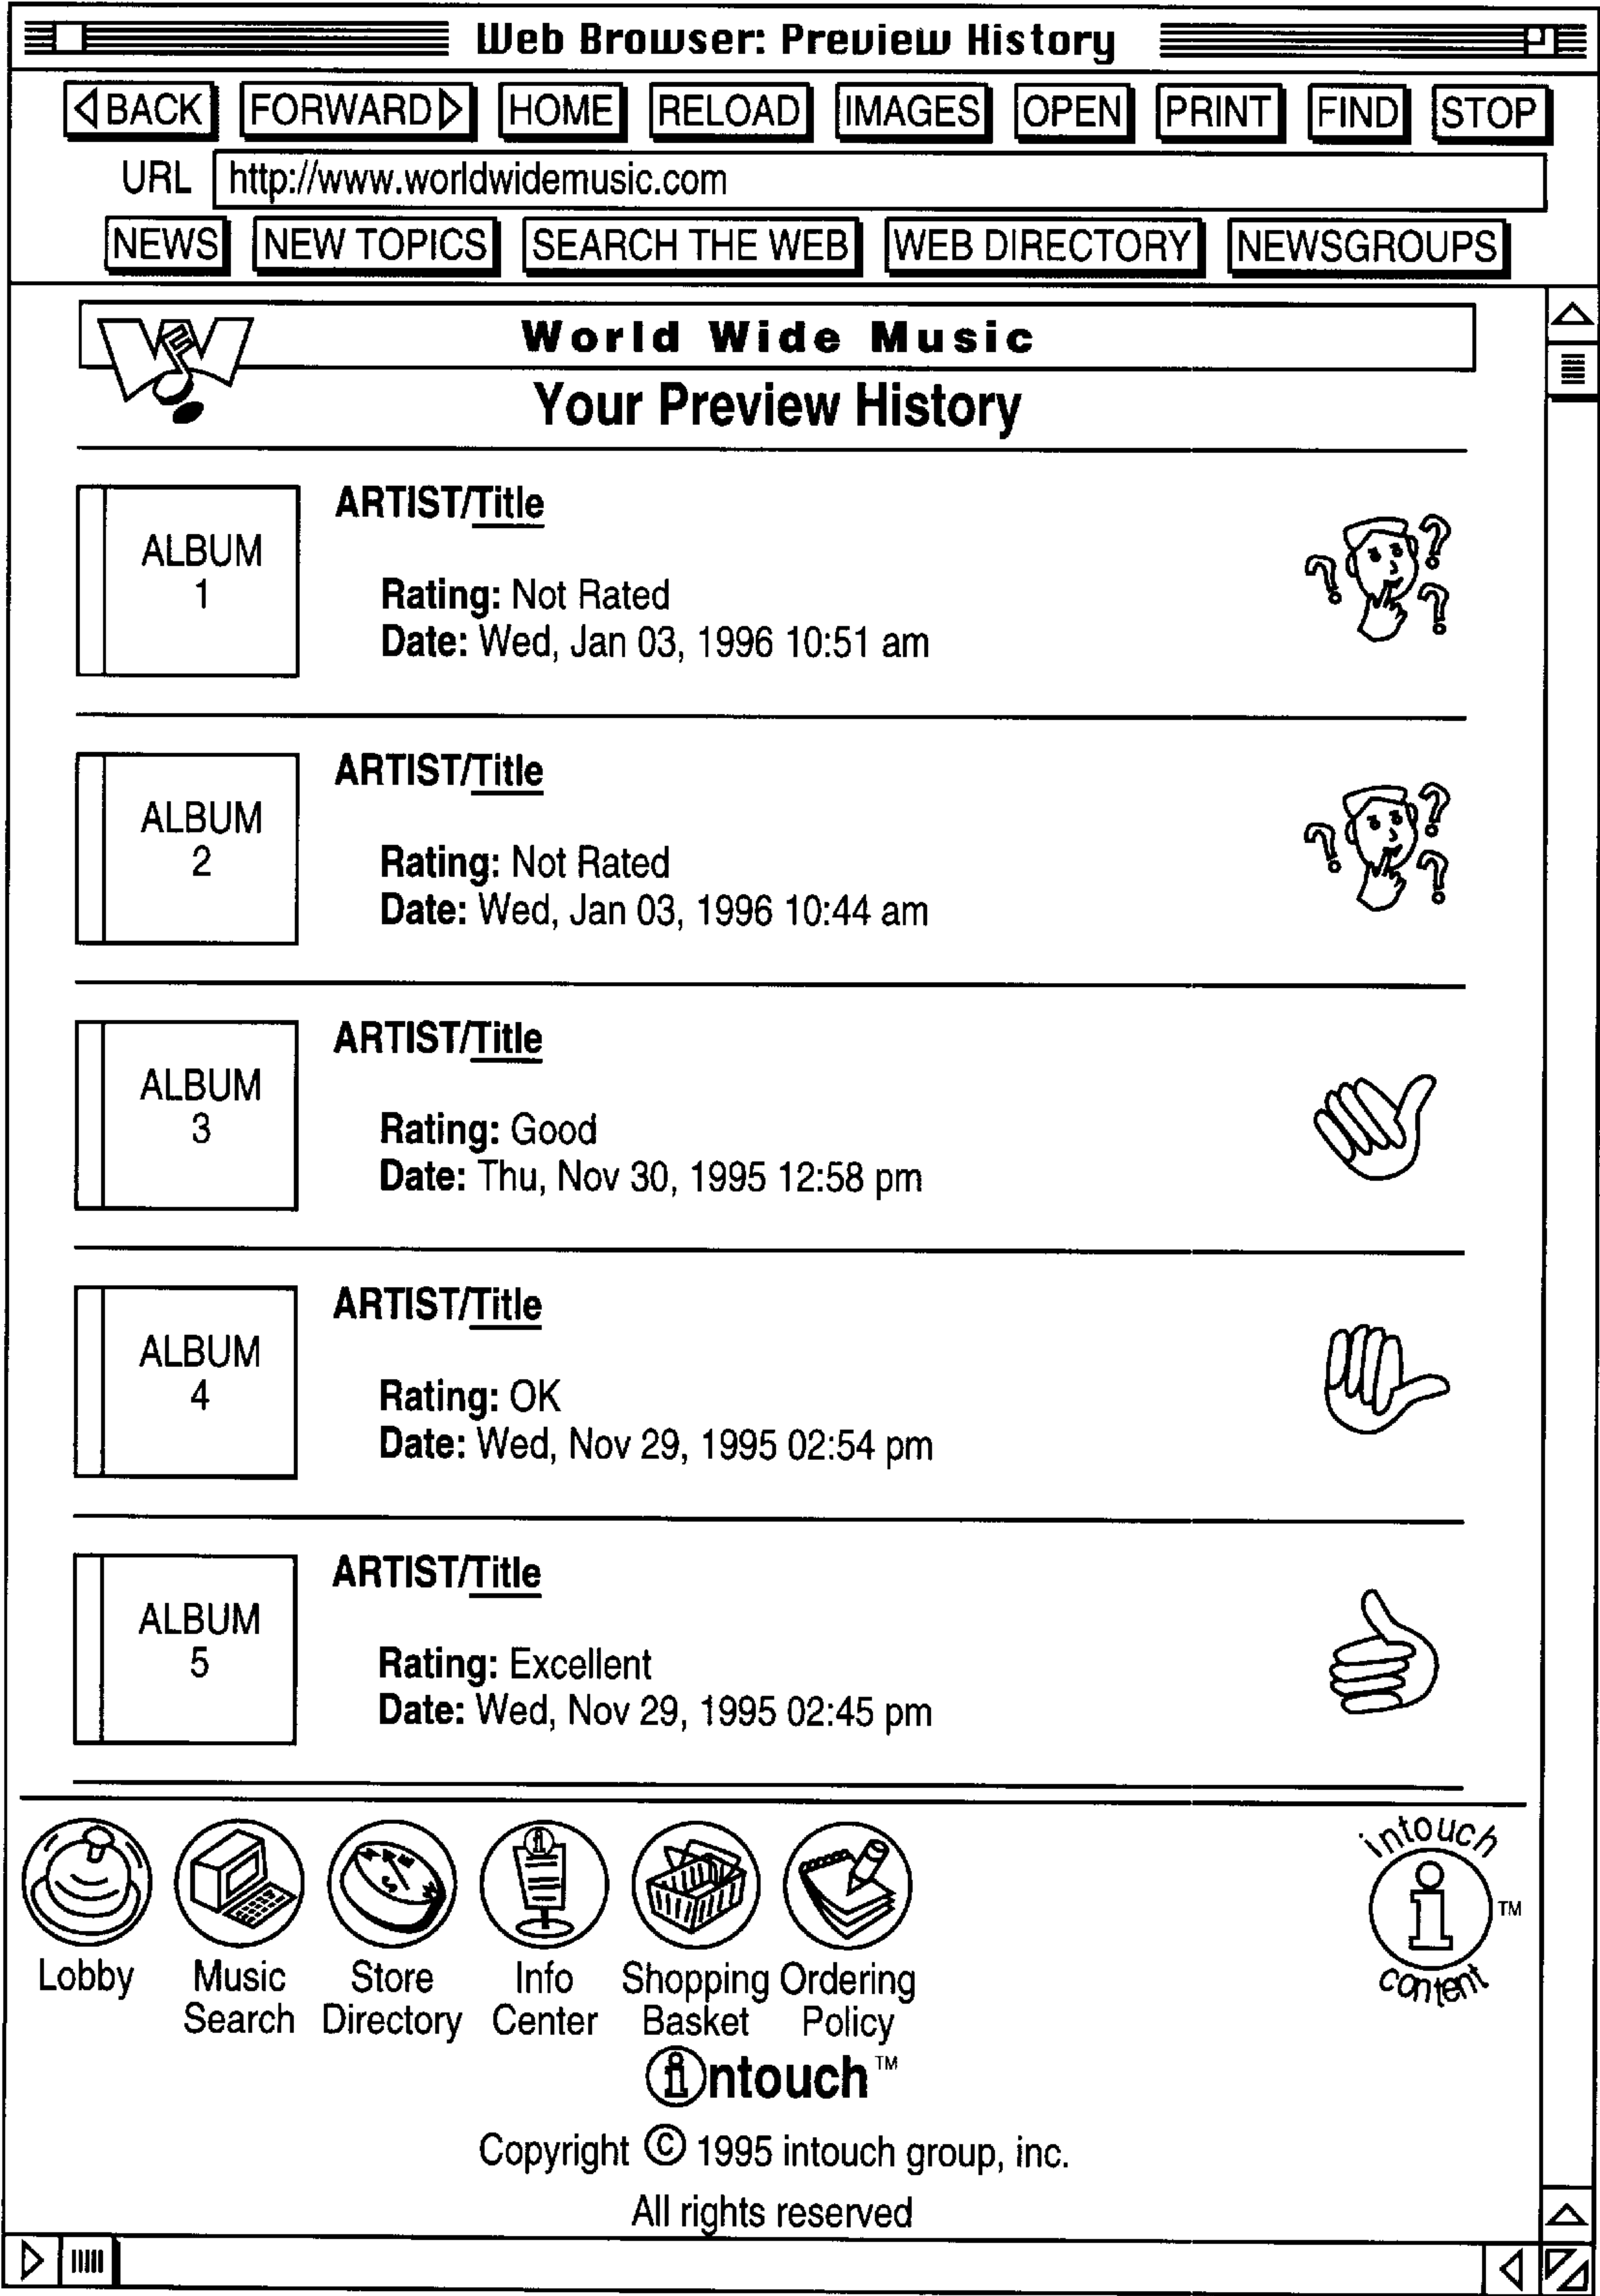 Web Browser: Preview History
BACK FORWARD HOME RELOAD IMAGES OPEN PRINT FIND STOP
URL http://www.worldwidemusic.com
NEWS NEW TOPICS SEARCH THE WEB WEB DIRECTORY NEWSGROUPS
World Wide Music
Your Preview History
ALBUM
1
ARTIST/Title
Rating: Not Rated
Date: Wed, Jan 03, 1996 10:51 am
ALBUM
2
ARTIST/Title
Rating: Not Rated
Date: Wed, Jan 03, 1996 10:44 am
ALBUM
3
ARTIST/Title
Rating: Good
Date: Thu, Nov 30, 1995 12:58 pm
ALBUM
4
ARTIST/Title
Rating: OK
Date: Wed, Nov 29, 1995 02:54 pm
ALBUM
5
ARTIST/Title
Rating: Excellent
Date: Wed, Nov 29, 1995 02:45 pm
Lobby
Music
Search
Store
Directory
Info
Center
Shopping
Basket
Ordering
Policy
intouch
i ™
content
intouch™
Copyright © 1995 intouch group, inc.
All rights reserved